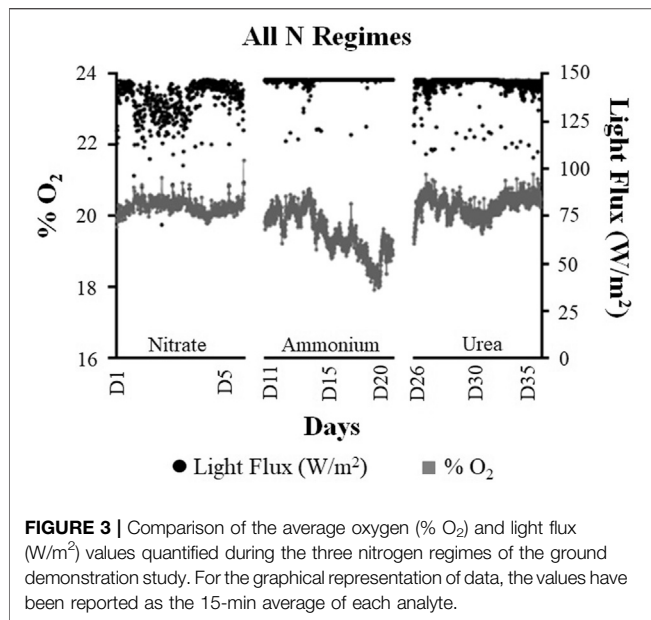 All N Regimes
24
22
20
18
16
% O₂
150
125
100
75
50
25
0
Light Flux (W/m²)
Nitrate
Ammonium
Urea
D1
D5
D11
D15
D20
D26
D30
D35
Days
● Light Flux (W/m²) ■ % O₂
FIGURE 3 | Comparison of the average oxygen (% O₂) and light flux
(W/m²) values quantified during the three nitrogen regimes of the ground
demonstration study. For the graphical representation of data, the values have
been reported as the 15-min average of each analyte.